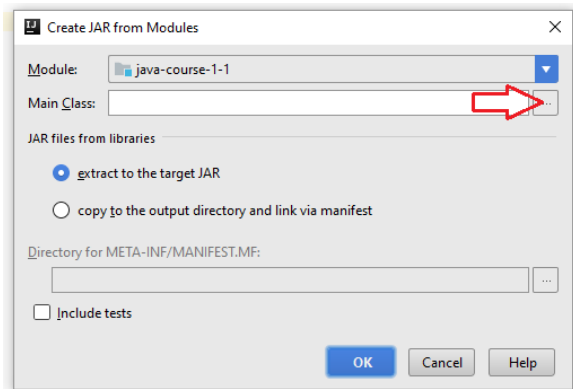 IJ Create JAR from Modules
Module: java-course-1-1
Main Class: ...
JAR files from libraries
extract to the target JAR
copy to the output directory and link via manifest
Directory for META-INF/MANIFEST.MF:
...
Include tests
OK Cancel Help